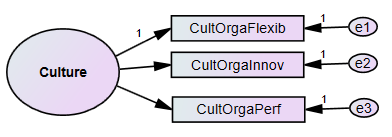 1
CultOrgaFlexib
1
e1
Culture
CultOrgaInnov
1
e2
CultOrgaPerf
1
e3